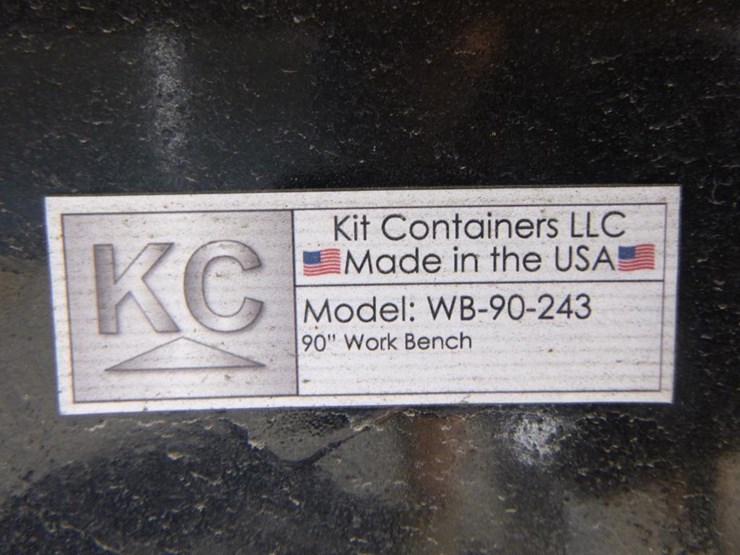 KC
Kit Containers LLC
Made in the USA
Model: WB-90-243
90" Work Bench